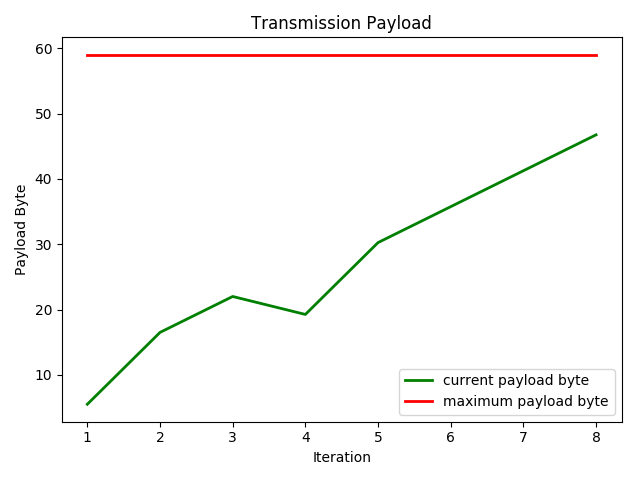 Transmission Payload
Payload Byte
60
50
40
30
20
10
current payload byte
maximum payload byte
1 2 3 4 5 6 7 8
Iteration